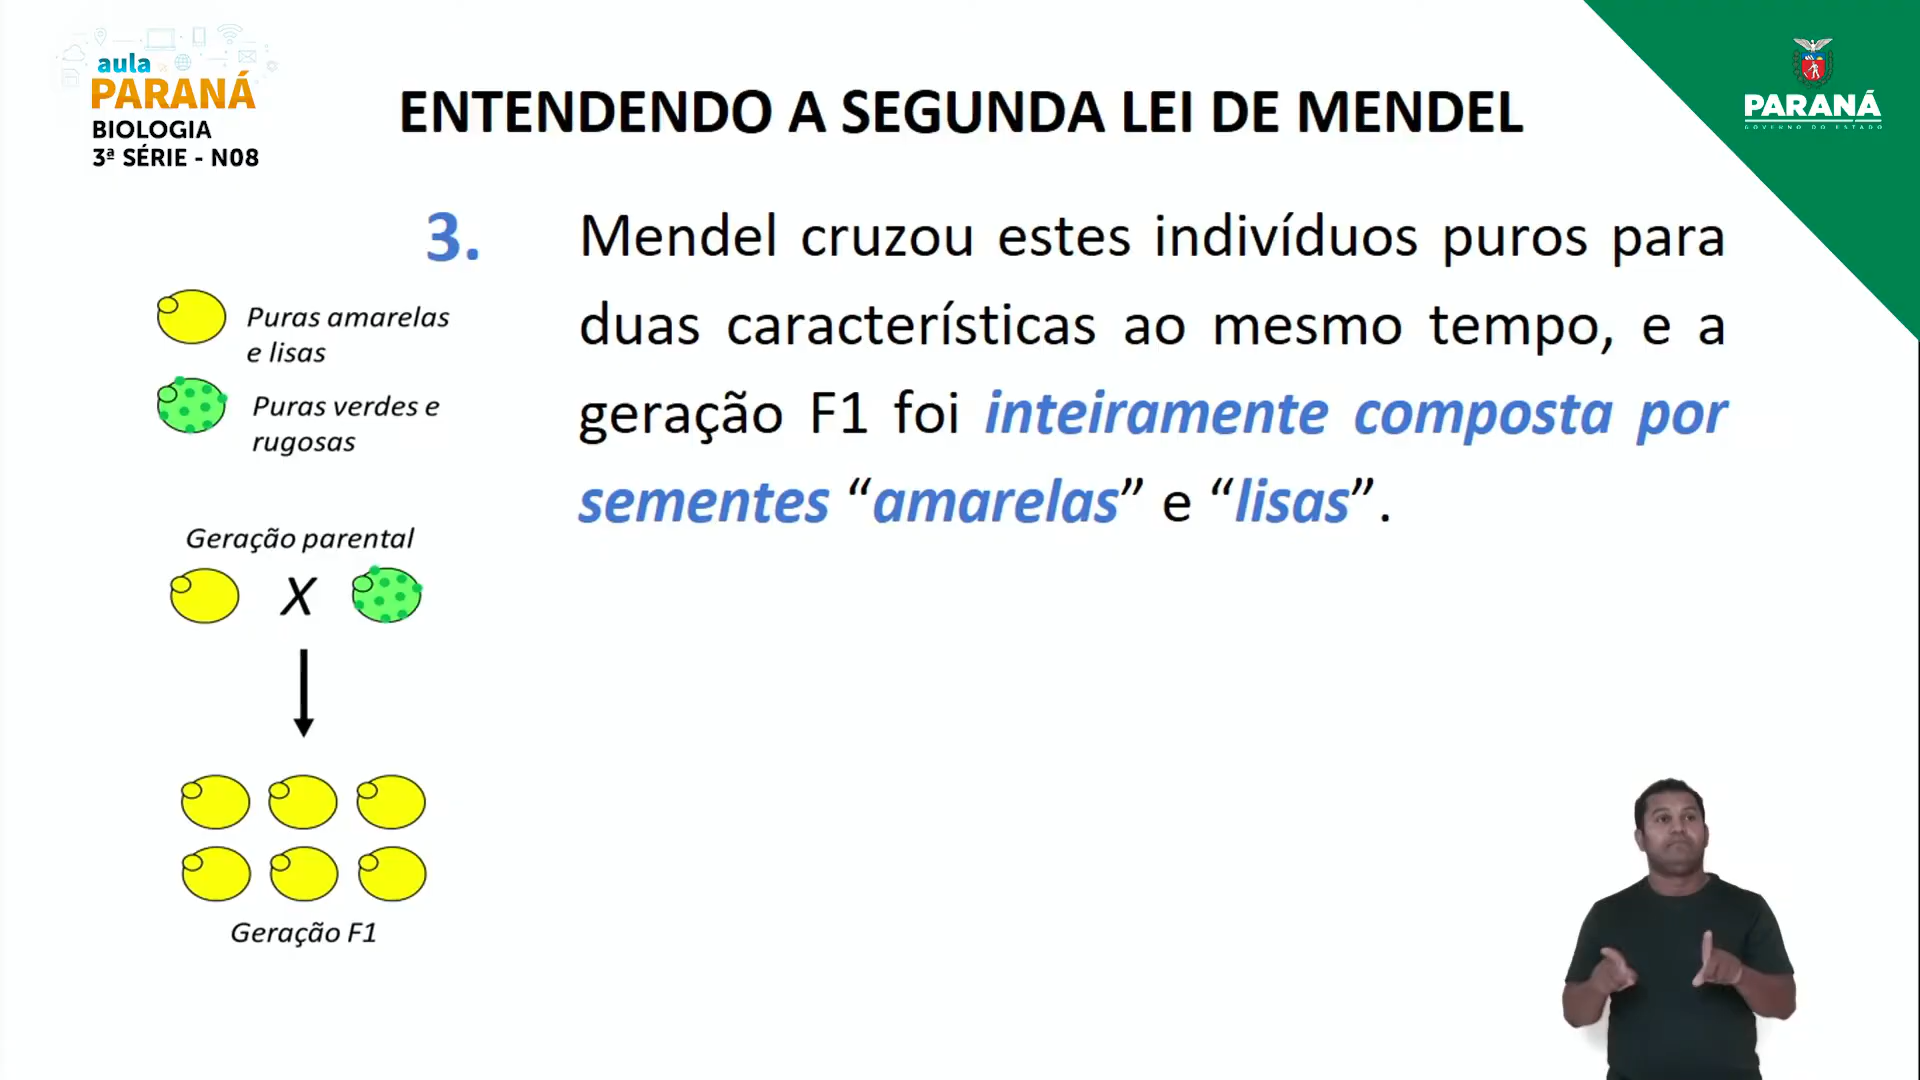 aula
PARANÁ
BIOLOGIA
3ª SÉRIE - N08
ENTENDENDO A SEGUNDA LEI DE MENDEL
PARANÁ
GOVERNO DO ESTADO
3. Mendel cruzou estes indivíduos puros para
duas características ao mesmo tempo, e a
geração F1 foi inteiramente composta por
sementes “amarelas” e “lisas”.
Puras amarelas
e lisas
Puras verdes e
rugosas
Geração parental
X
Geração F1